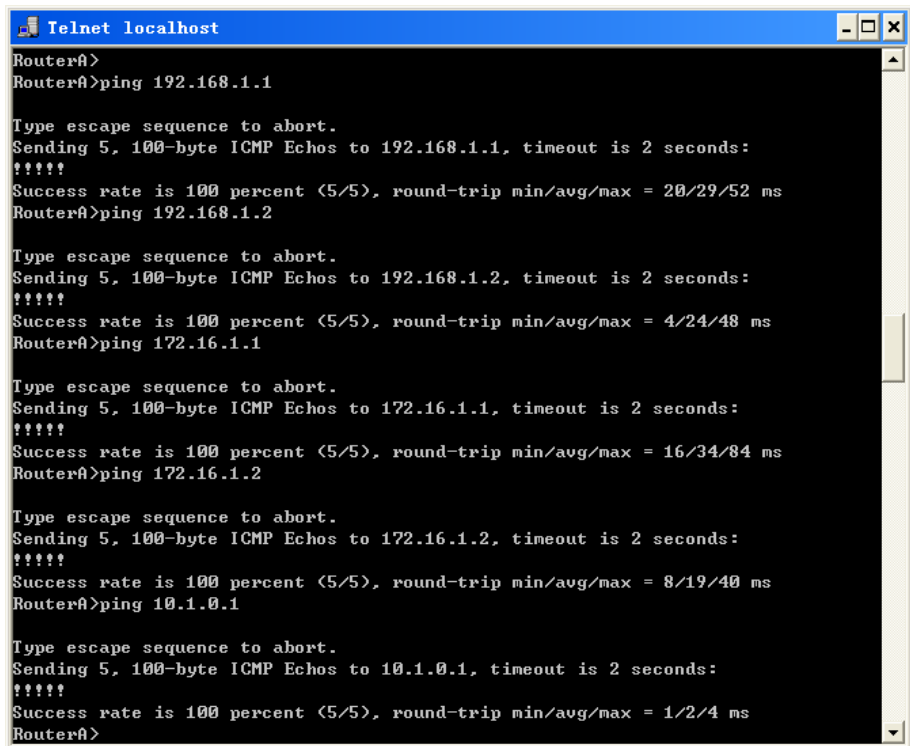 Telnet localhost
RouterA>
RouterA>ping 192.168.1.1
Type escape sequence to abort.
Sending 5, 100-byte ICMP Echos to 192.168.1.1, timeout is 2 seconds:
!!!!!
Success rate is 100 percent (5/5), round-trip min/avg/max = 20/29/52 ms
RouterA>ping 192.168.1.2
Type escape sequence to abort.
Sending 5, 100-byte ICMP Echos to 192.168.1.2, timeout is 2 seconds:
!!!!!
Success rate is 100 percent (5/5), round-trip min/avg/max = 4/24/48 ms
RouterA>ping 172.16.1.1
Type escape sequence to abort.
Sending 5, 100-byte ICMP Echos to 172.16.1.1, timeout is 2 seconds:
!!!!!
Success rate is 100 percent (5/5), round-trip min/avg/max = 16/34/84 ms
RouterA>ping 172.16.1.2
Type escape sequence to abort.
Sending 5, 100-byte ICMP Echos to 172.16.1.2, timeout is 2 seconds:
!!!!!
Success rate is 100 percent (5/5), round-trip min/avg/max = 8/19/40 ms
RouterA>ping 10.1.0.1
Type escape sequence to abort.
Sending 5, 100-byte ICMP Echos to 10.1.0.1, timeout is 2 seconds:
!!!!!
Success rate is 100 percent (5/5), round-trip min/avg/max = 1/2/4 ms
RouterA>